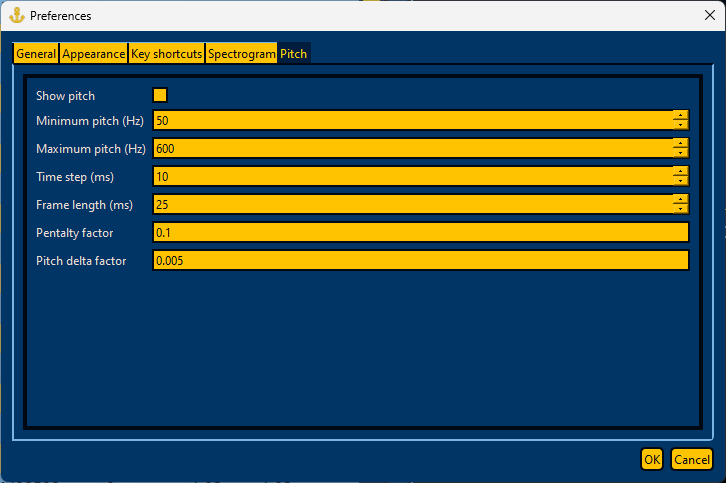 Preferences
General Appearance Key shortcuts Spectrogram Pitch
Show pitch
Minimum pitch (Hz) 50
Maximum pitch (Hz) 600
Time step (ms) 10
Frame length (ms) 25
Pentalty factor 0.1
Pitch delta factor 0.005
OK Cancel